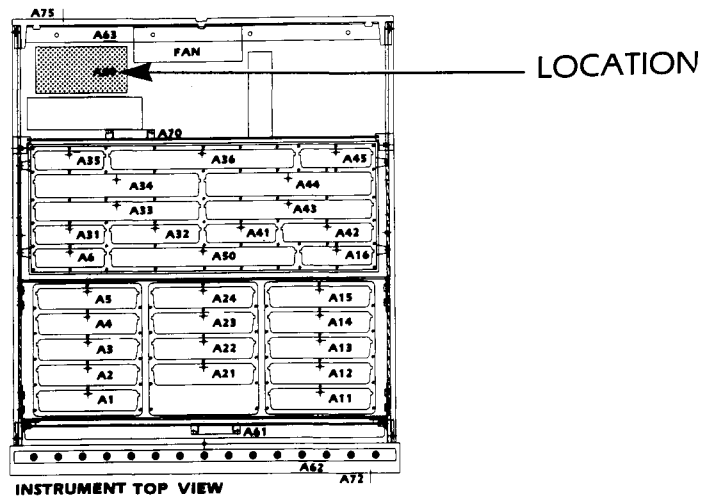 A75
A63
FAN
LOCATION
A70
A35 A36 A45
A34 A44
A33 A43
A31 A32 A41 A42
A6 A50 A16
A5 A24 A15
A4 A23 A14
A3 A22 A13
A2 A21 A12
A1 A11
A61
A62
A72
INSTRUMENT TOP VIEW